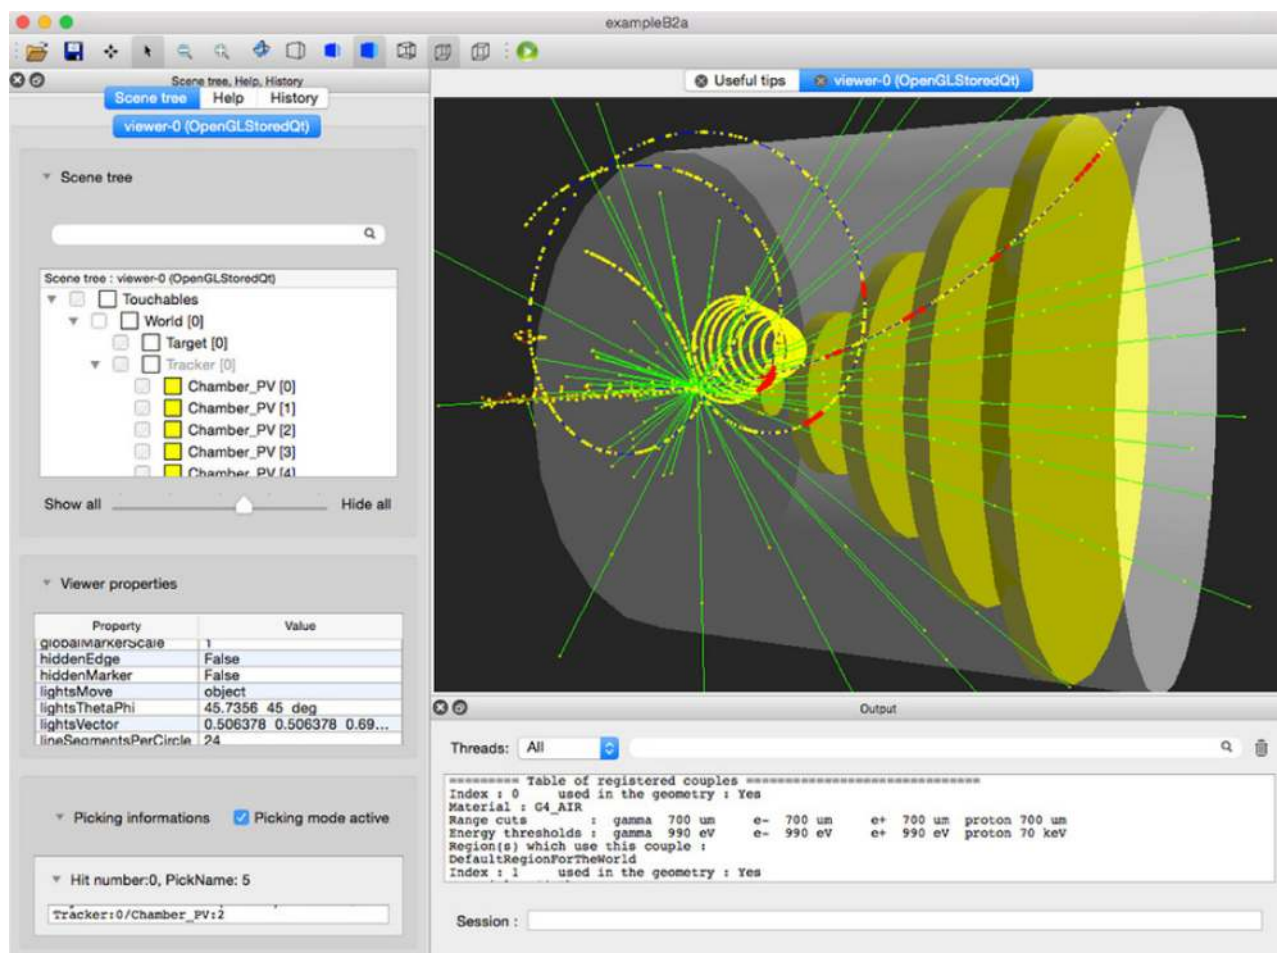 exampleB2a
Scene tree, Help, History
Scene tree Help History
viewer-0 (OpenGLStoredQt)
Scene tree
Scene tree : viewer-0 (OpenGLStoredQt)
Touchables
World [0]
Target [0]
Tracker [0]
Chamber_PV [0]
Chamber_PV [1]
Chamber_PV [2]
Chamber_PV [3]
Chamber_PV [4]
Show all Hide all
Viewer properties
Property Value
globalMarkerScale 1
hiddenEdge False
hiddenMarker False
lightsMove object
lightsThetaPhi 45.7356 45 deg
lightsVector 0.506378 0.506378 0.69...
lineSegmentsPerCircle 24
Picking informations Picking mode active
Hit number:0, PickName: 5
Tracker:0/Chamber_PV:2
Useful tips viewer-0 (OpenGLStoredQt)
Output
Threads: All
========= Table of registered couples ==============================
Index : 0 used in the geometry : Yes
Material : G4_AIR
Range cuts : gamma 700 um e- 700 um e+ 700 um proton 700 um
Energy thresholds : gamma 990 eV e- 990 eV e+ 990 eV proton 70 keV
Region(s) which use this couple :
DefaultRegionForTheWorld
Index : 1 used in the geometry : Yes
Session :